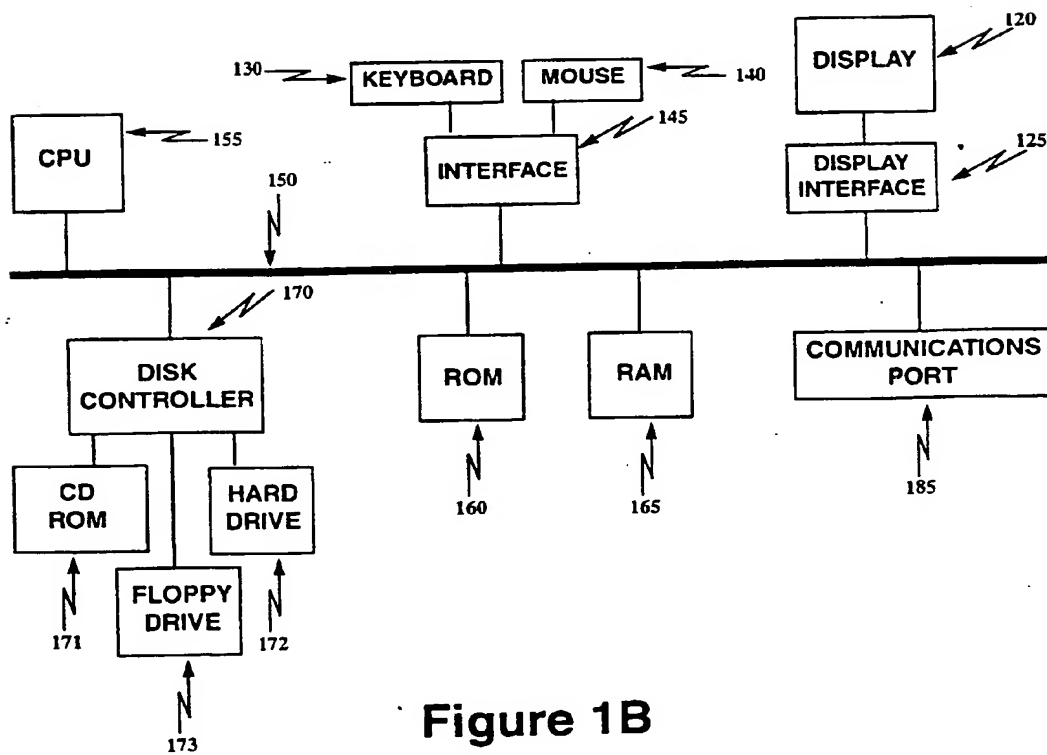 120
DISPLAY
130
KEYBOARD
MOUSE
140
145
155
CPU
INTERFACE
125
DISPLAY
INTERFACE
150
170
DISK
CONTROLLER
ROM
RAM
COMMUNICATIONS
PORT
CD
ROM
HARD
DRIVE
160
165
185
FLOPPY
DRIVE
171
172
173
Figure 1B